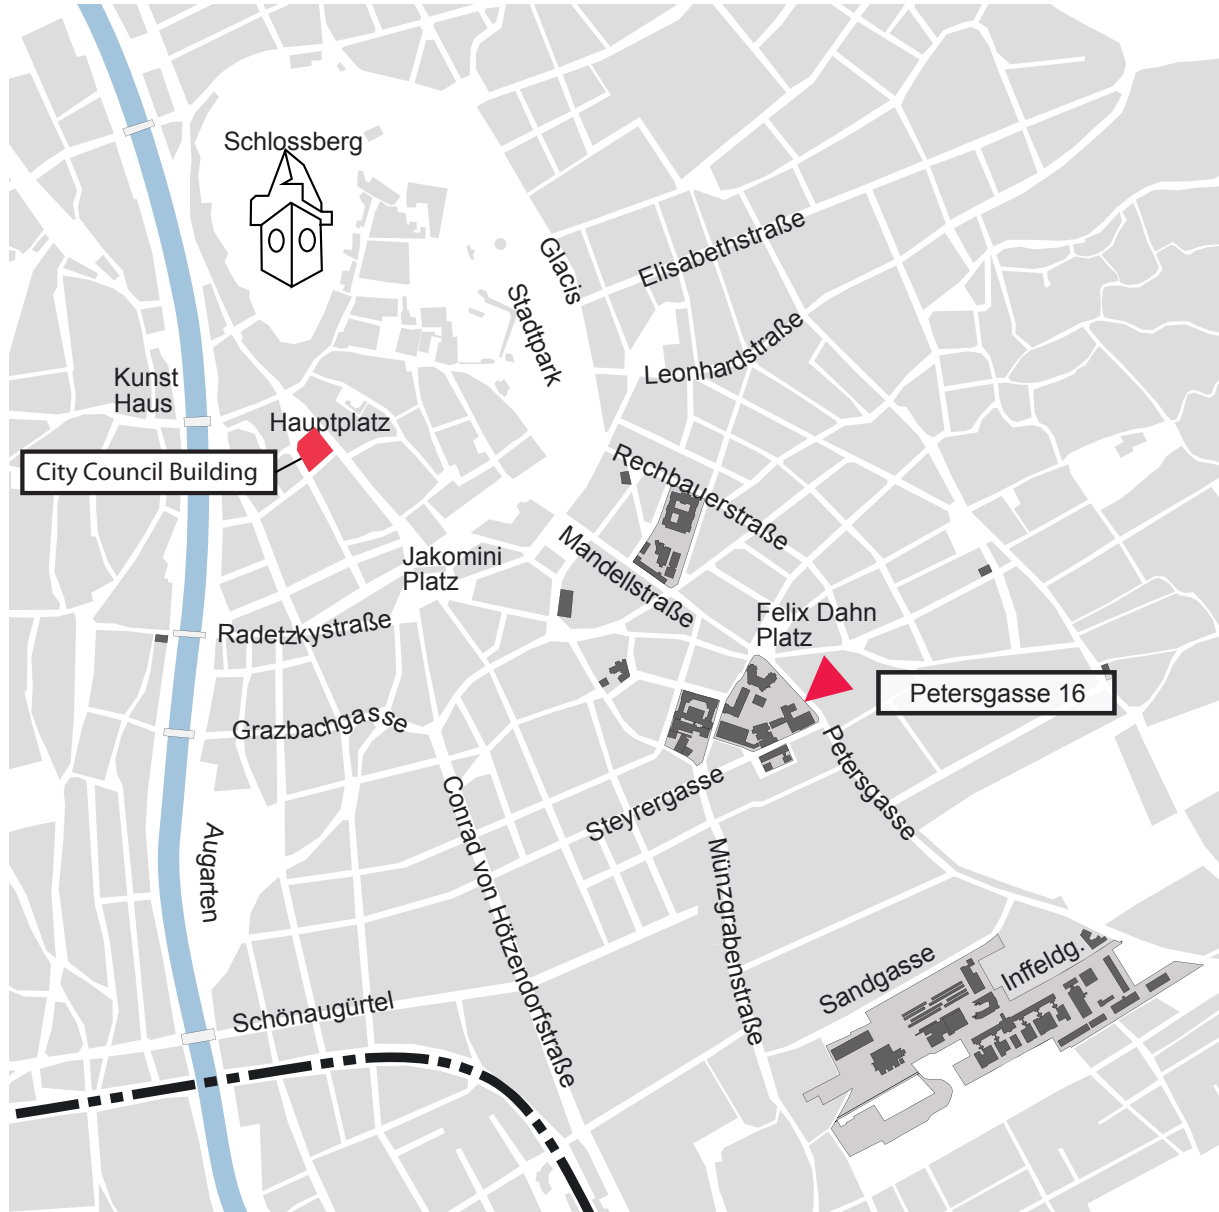 Schlossberg
Glacis
Elisabethstraße
Stadtpark
Leonhardstraße
Kunst
Haus
Hauptplatz
City Council Building
Rechbauerstraße
Jakomini
Platz
Mandellstraße
Felix Dahn
Platz
Radetzkystraße
Petersgasse 16
Grazbachgasse
Petersgasse
Steyrergasse
Conrad von Hötzendorfstraße
Augarten
Münzgrabenstraße
Sandgasse
Inffeldg.
Schönaugürtel